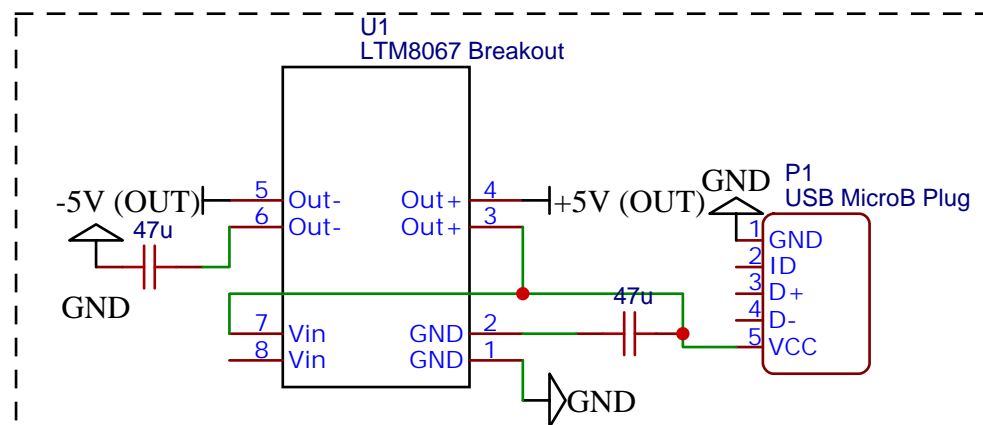 U1
LTM8067 Breakout
P1
USB MicroB Plug
-5V (OUT)
5
Out-
Out+
4
+5V (OUT)
GND
6
Out-
Out+
3
47u
GND
1
GND
2
ID
3
D+
4
D-
5
VCC
47u
7
Vin
GND
2
8
Vin
GND
1
GND